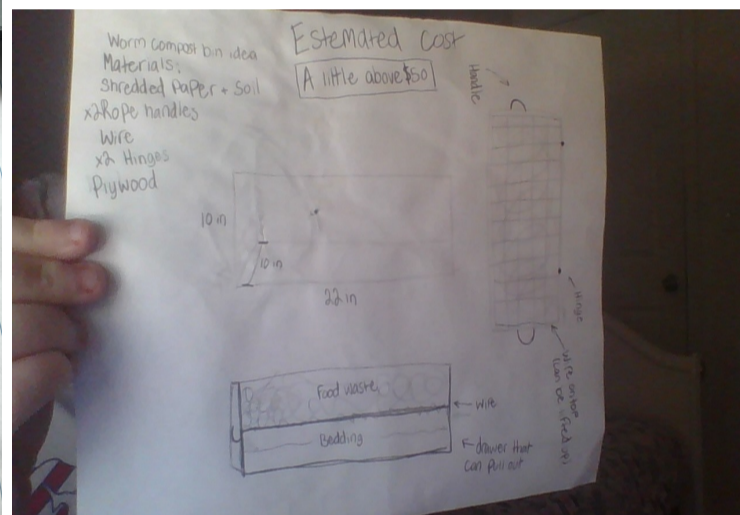 Worm compost bin idea
Materials:
Shredded Paper + Soil
x2 Rope handles
Wire
x2 Hinges
Plywood
Estemated Cost
A little above $50
Handle
Hinge
Wire on top
(can be lifted up)
10 in
10 in
22 in
Food waste
Bedding
Wire
drawer that
can Pull out